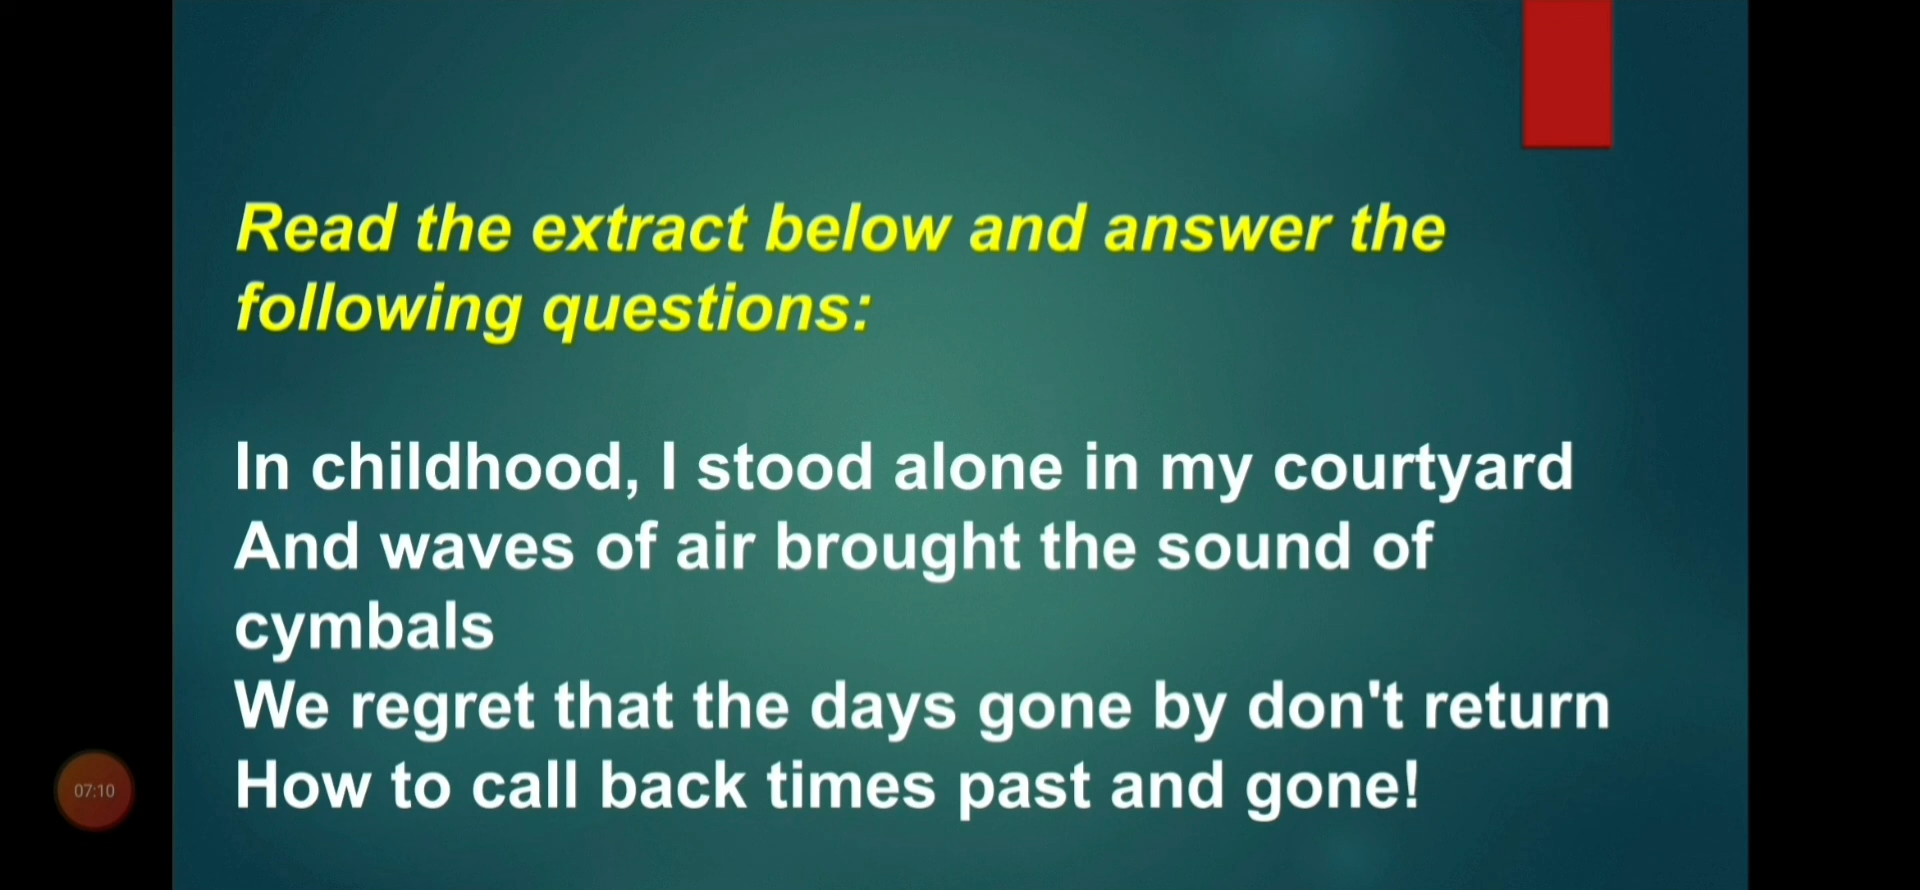 Read the extract below and answer the
following questions:
In childhood, I stood alone in my courtyard
And waves of air brought the sound of
cymbals
We regret that the days gone by don't return
How to call back times past and gone!
07:10